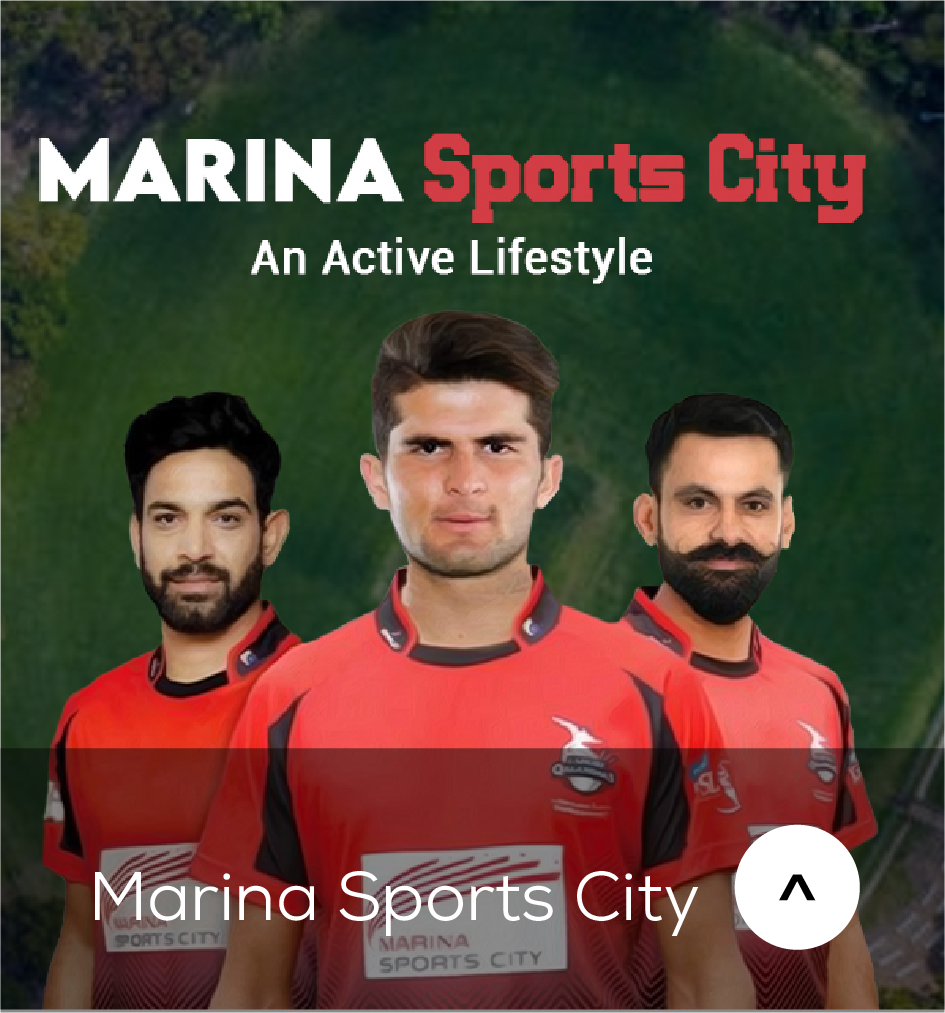 MARINA Sports City
An Active Lifestyle
PSL
Marina Sports City
^
MARINA
SPORTS CITY
MARINA
SPORTS CITY